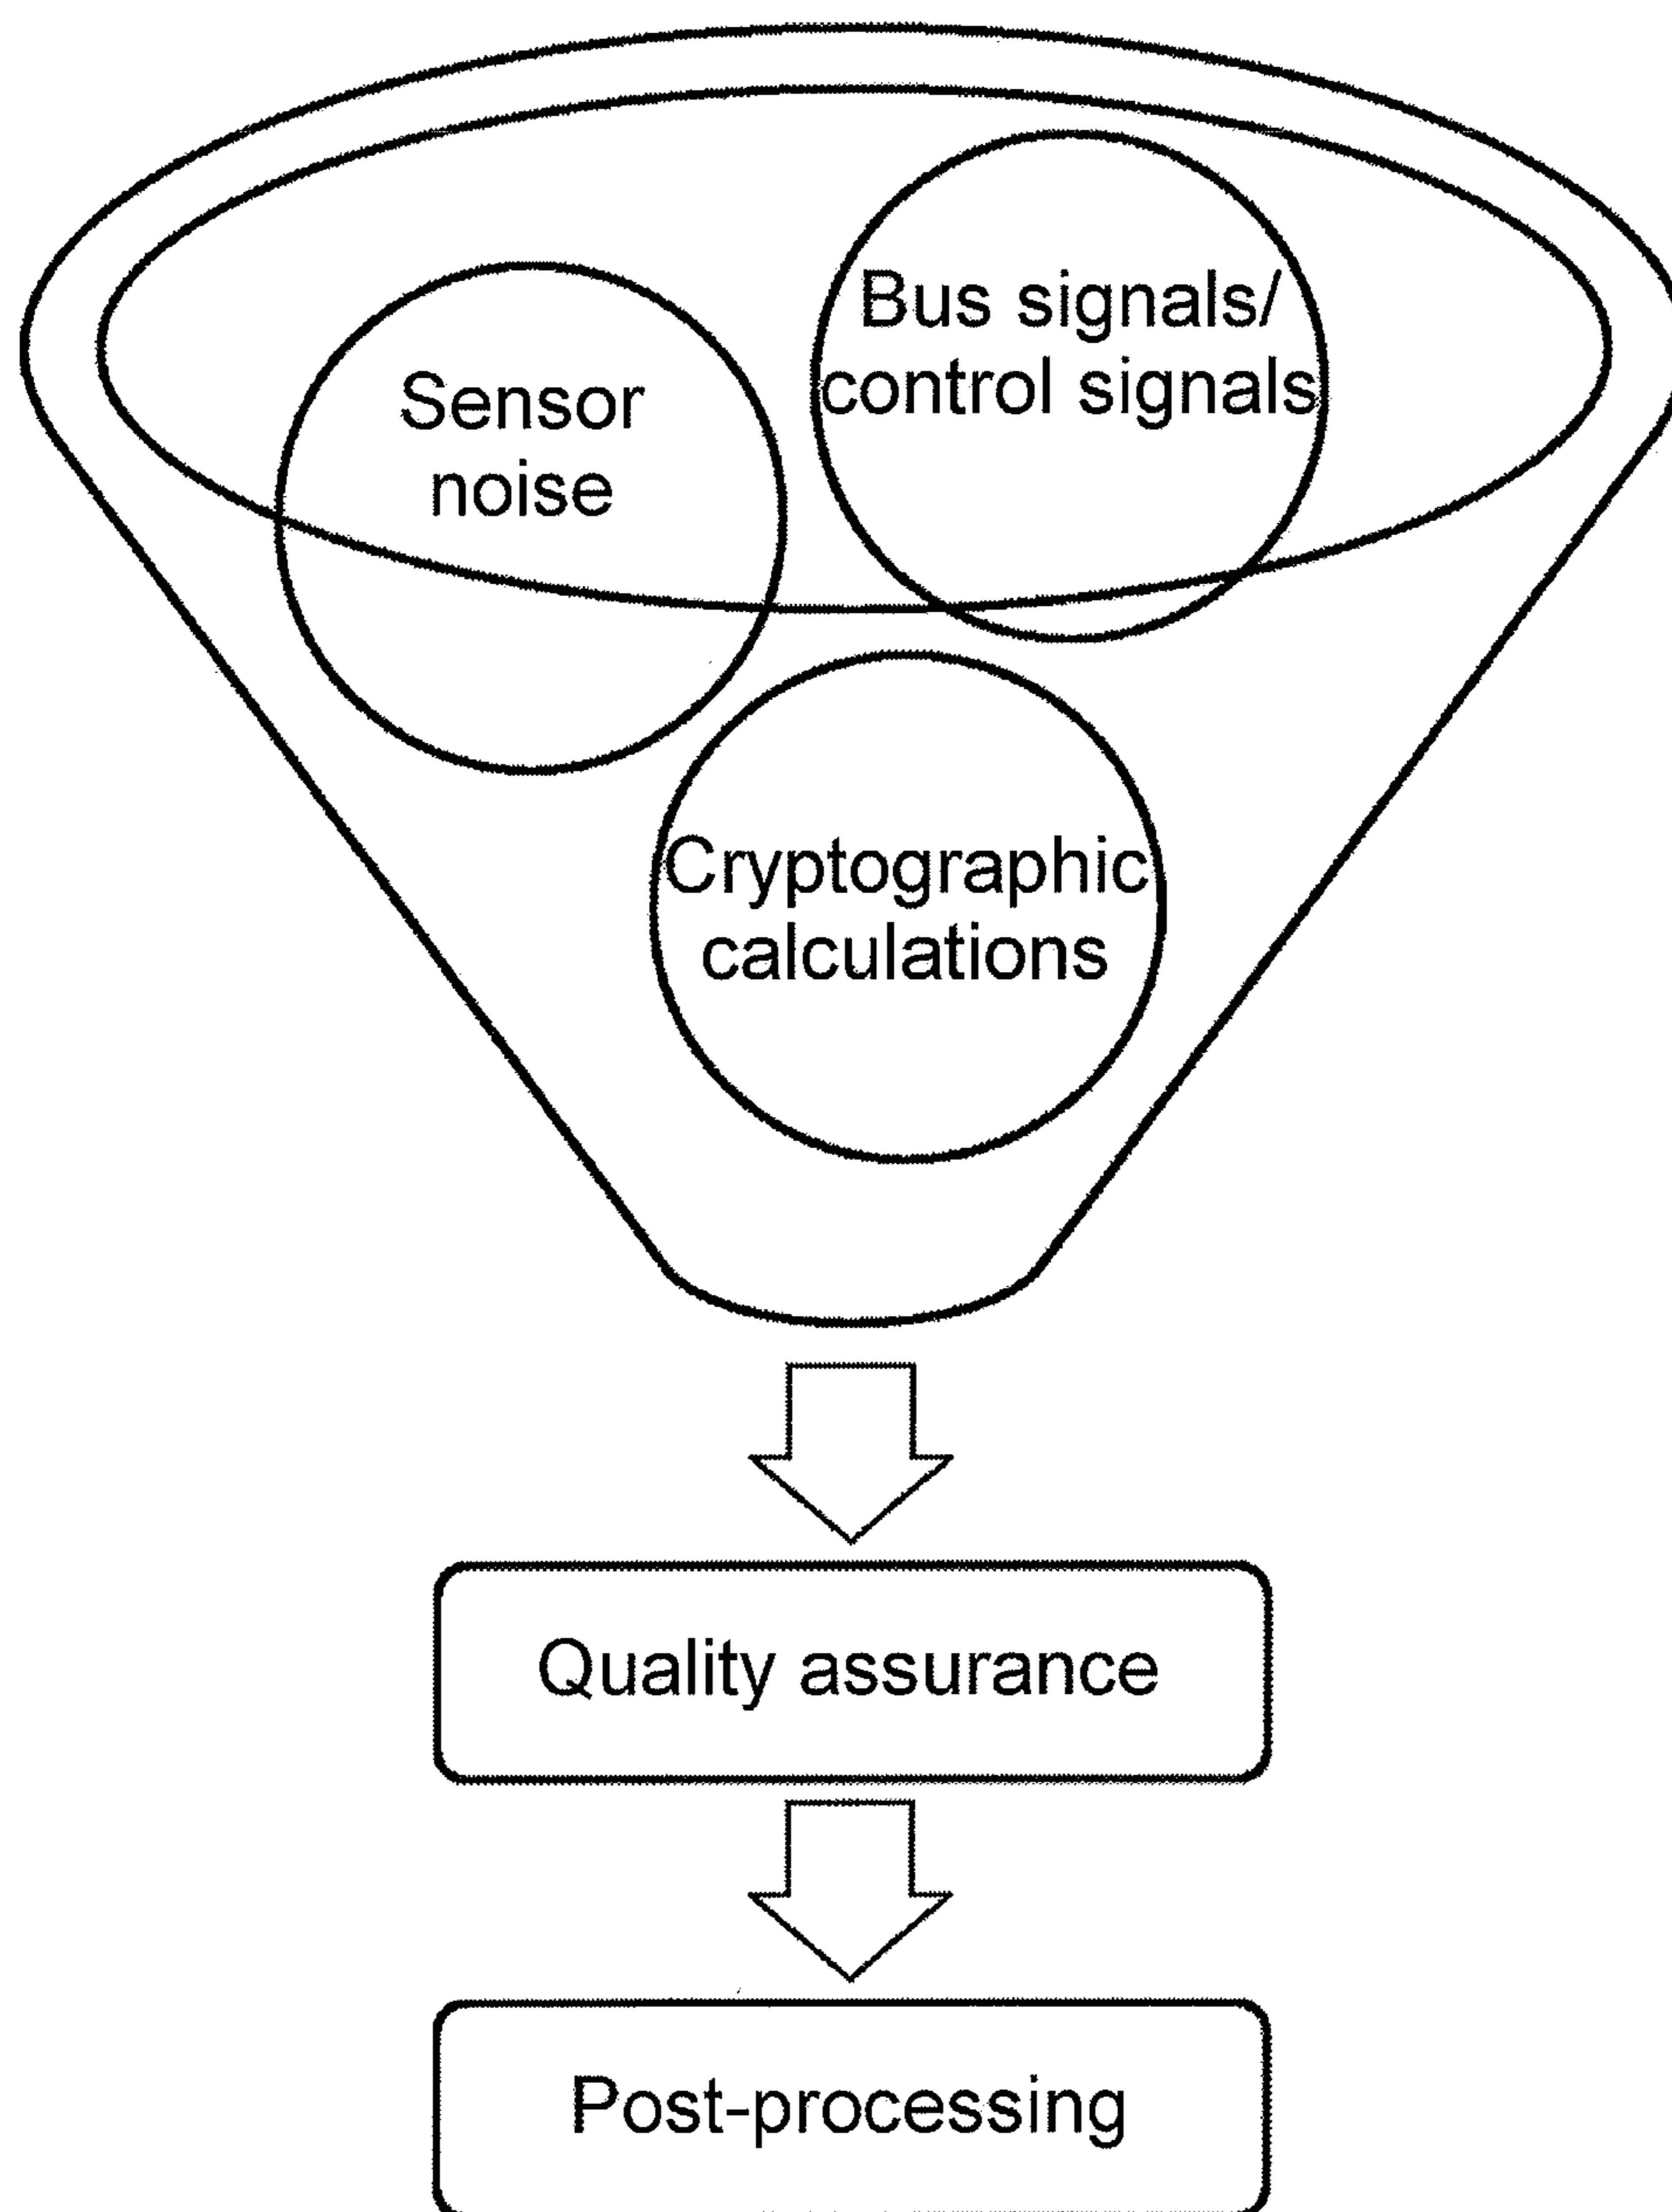 Sensor
noise
Bus signals/
control signals
Cryptographic
calculations
Quality assurance
Post-processing